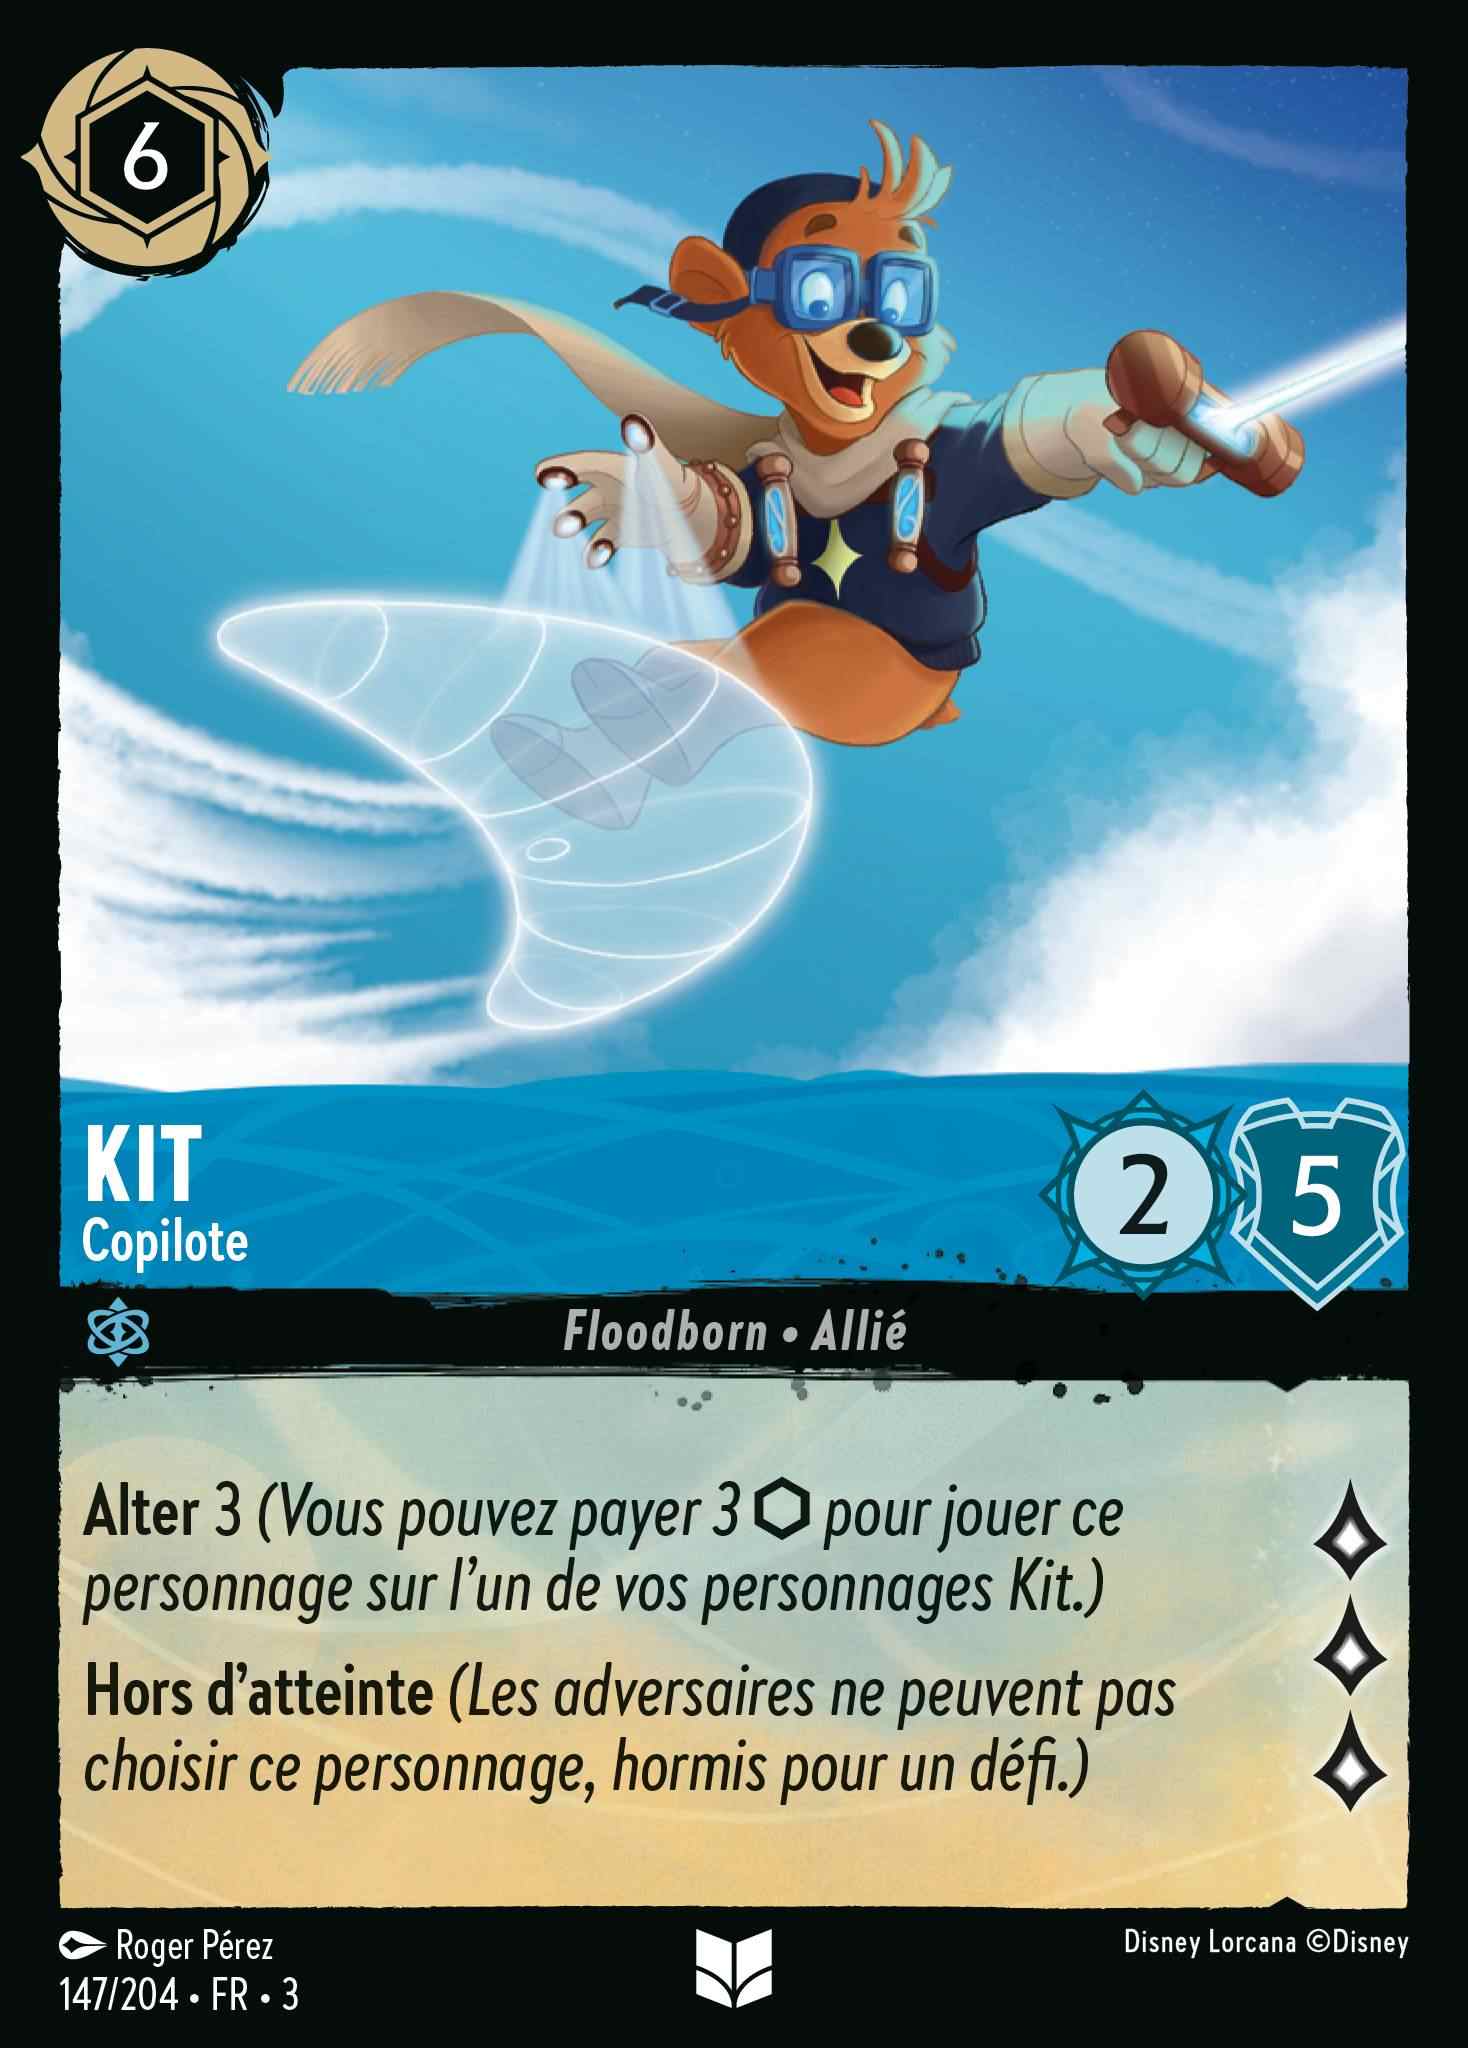 6
KIT
Copilote
2
5
Floodborn • Allié
Alter 3 (Vous pouvez payer 3 ⬡ pour jouer ce
personnage sur l’un de vos personnages Kit.)
Hors d’atteinte (Les adversaires ne peuvent pas
choisir ce personnage, hormis pour un défi.)
Roger Pérez
Disney Lorcana ©Disney
147/204 • FR • 3